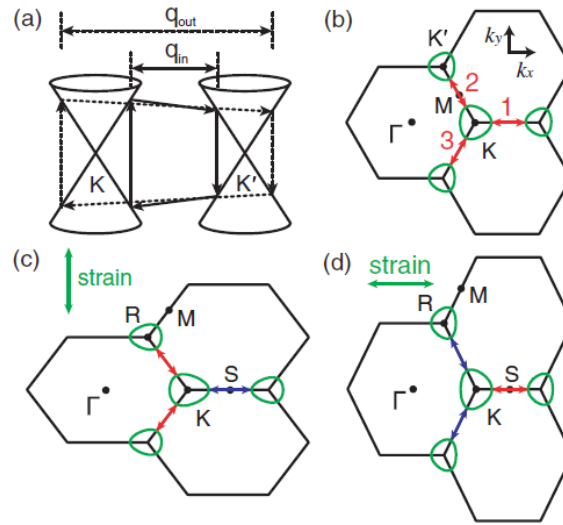 (a)
q_out
q_in
K
K′
(b)
k_y
k_x
K′
2
M
1
Γ
3
K
(c)
strain
R
M
S
Γ
K
(d)
strain
M
R
S
Γ
K